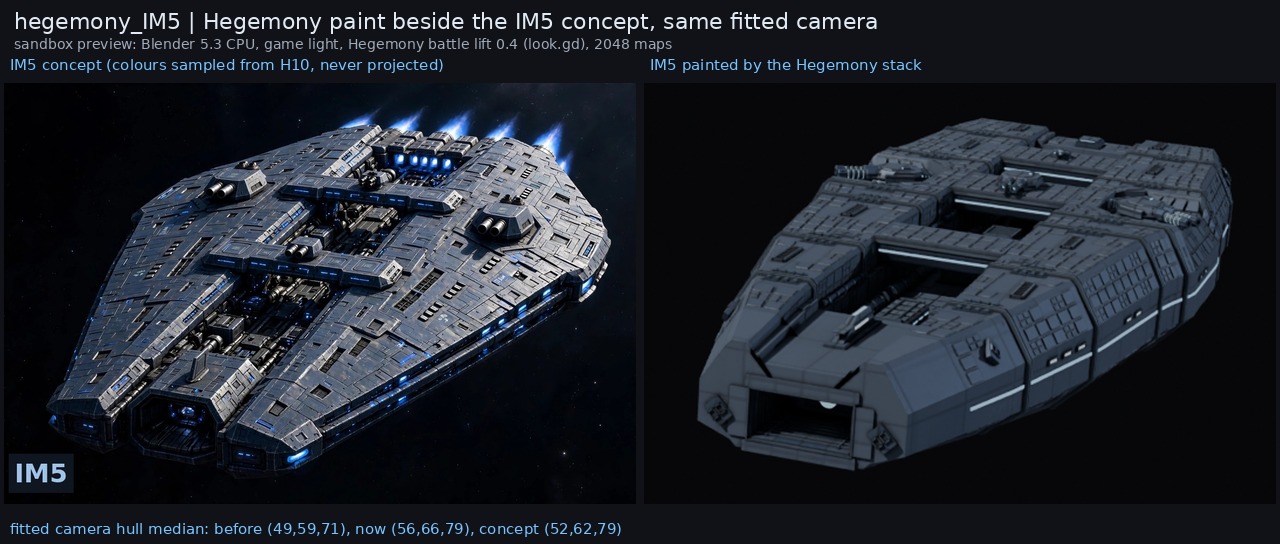 hegemony_IM5 | Hegemony paint beside the IM5 concept, same fitted camera
sandbox preview: Blender 5.3 CPU, game light, Hegemony battle lift 0.4 (look.gd), 2048 maps
IM5 concept (colours sampled from H10, never projected)
IM5 painted by the Hegemony stack
IM5
fitted camera hull median: before (49,59,71), now (56,66,79), concept (52,62,79)